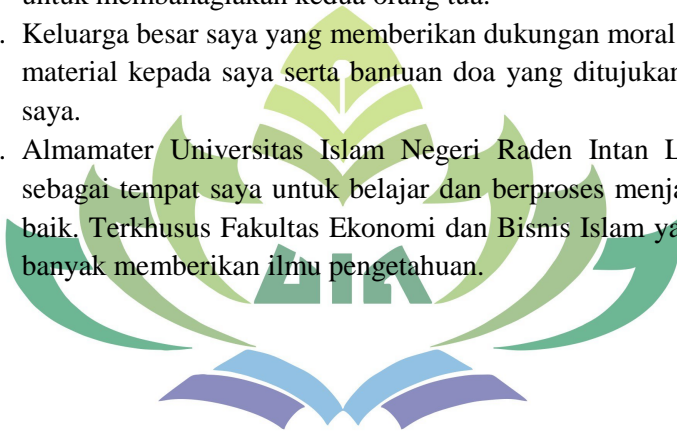 untuk membahagiakan kedua orang tua.
. Keluarga besar saya yang memberikan dukungan moral
material kepada saya serta bantuan doa yang ditujukan
saya.
. Almamater Universitas Islam Negeri Raden Intan L
sebagai tempat saya untuk belajar dan berproses menja
baik. Terkhusus Fakultas Ekonomi dan Bisnis Islam ya
banyak memberikan ilmu pengetahuan.